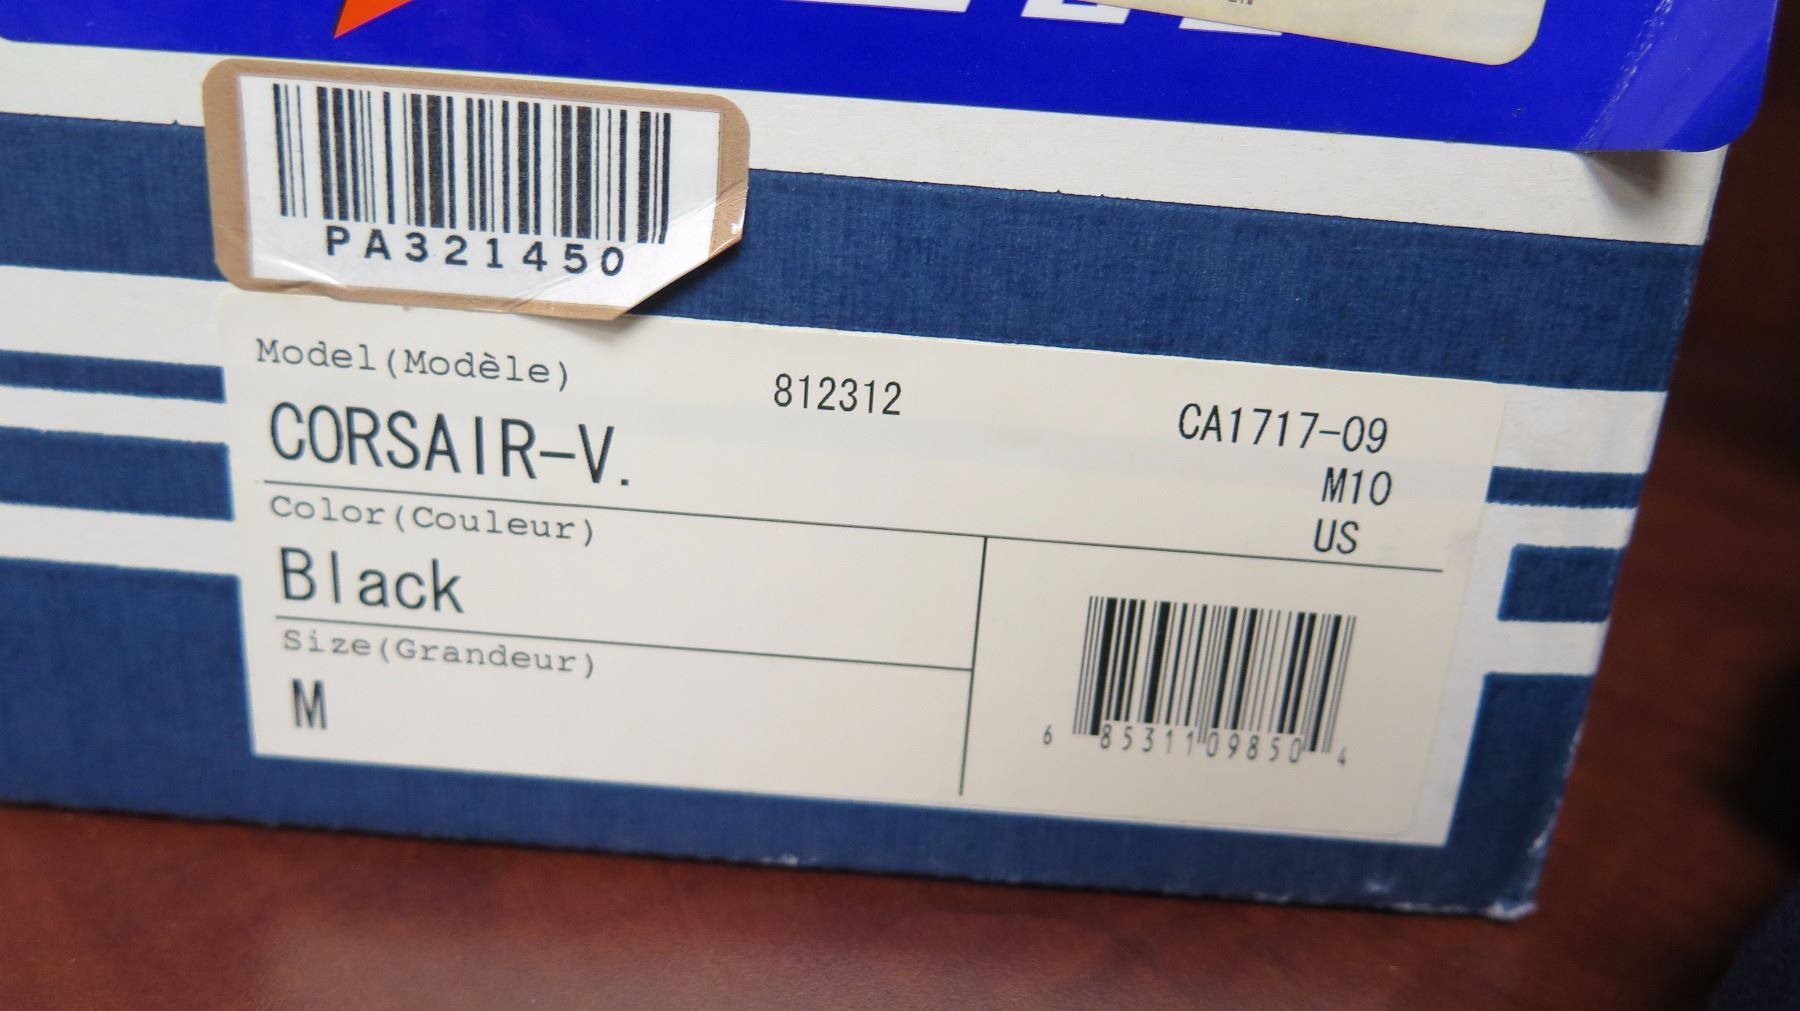 PA321450
Model(Modèle)
812312
CA1717-09
CORSAIR-V.
M10
US
Color(Couleur)
Black
Size(Grandeur)
M
6 85311 09850 4